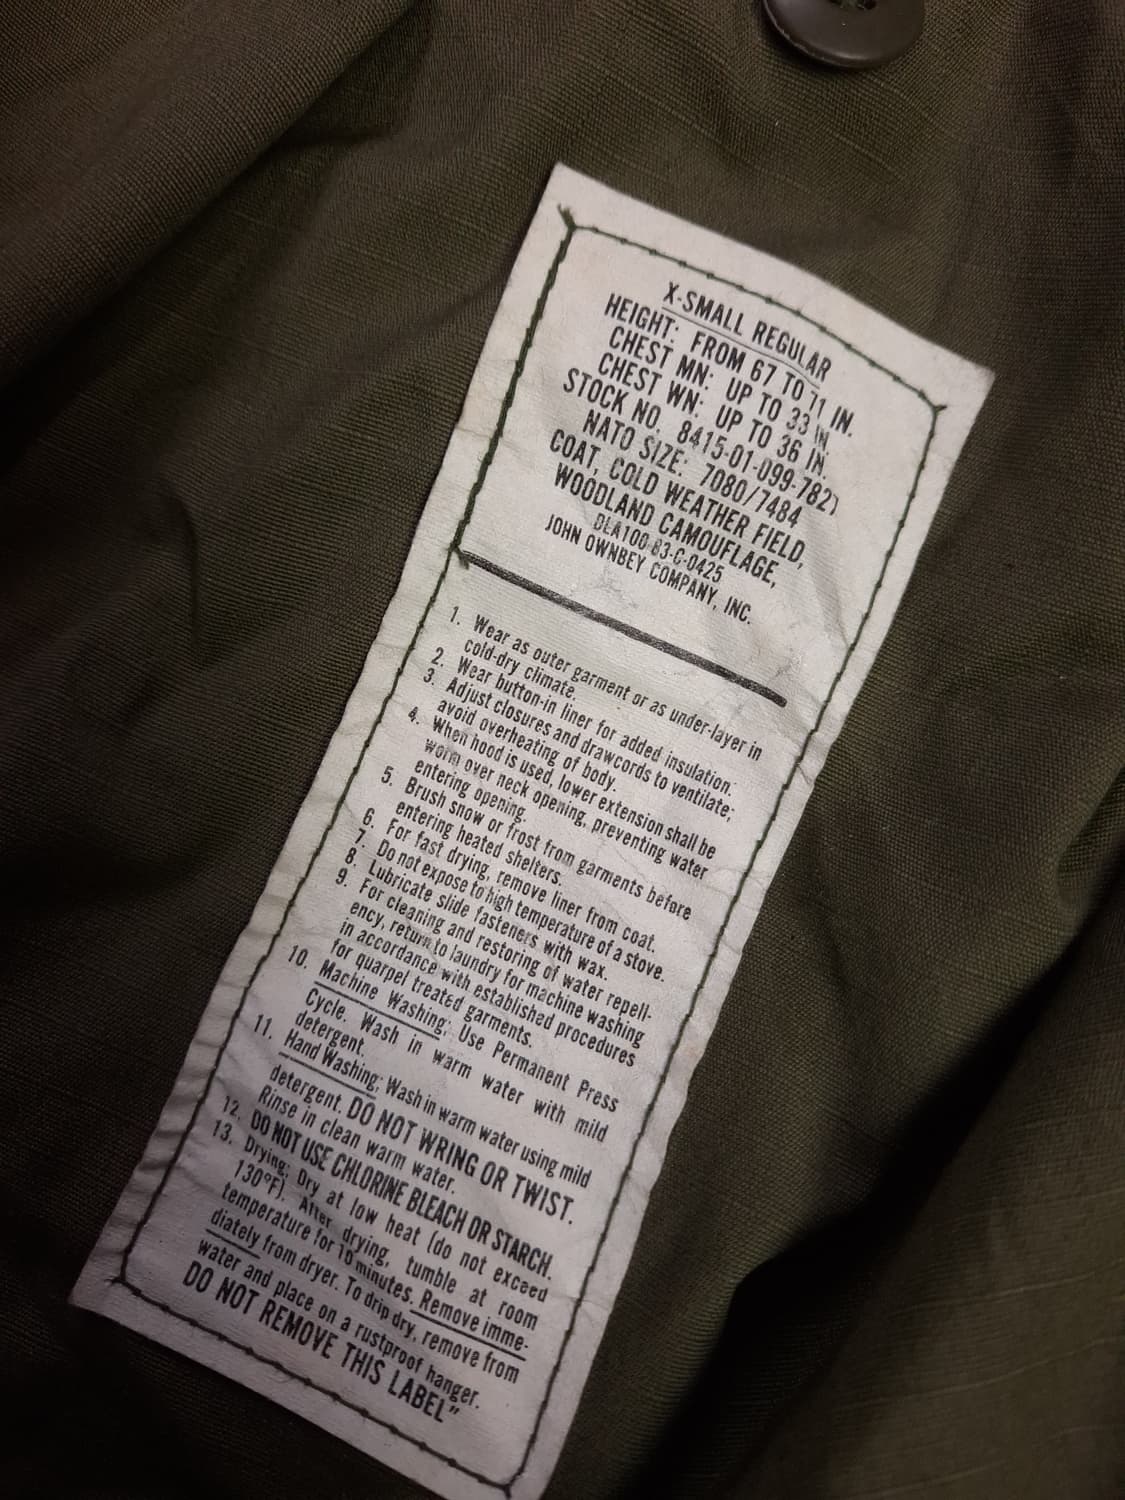 X-SMALL REGULAR
HEIGHT: FROM 67 TO 71 IN.
CHEST MN: UP TO 33 IN.
CHEST WN: UP TO 36 IN.
STOCK NO. 8415-01-099-7827
NATO SIZE: 7080/7484
COAT, COLD WEATHER FIELD,
WOODLAND CAMOUFLAGE,
DLA100-83-C-0425
JOHN OWNBEY COMPANY, INC.
1. Wear as outer garment or as under-layer in
cold-dry climate.
2. Wear button-in liner for added insulation.
3. Adjust closures and drawcords to ventilate;
avoid overheating of body.
4. When hood is used, lower extension shall be
worn over neck opening, preventing water
entering opening.
5. Brush snow or frost from garments before
entering heated shelters.
6. For fast drying, remove liner from coat.
7. Do not expose to high temperature of a stove.
8. Lubricate slide fasteners with wax.
9. For cleaning and restoring of water repell-
ency, return to laundry for machine washing
in accordance with established procedures
for quarpel treated garments.
10. Machine Washing: Use Permanent Press
Cycle. Wash in warm water with mild
detergent.
11. Hand Washing: Wash in warm water using mild
detergent. DO NOT WRING OR TWIST.
Rinse in clean warm water.
12. DO NOT USE CHLORINE BLEACH OR STARCH.
13. Drying: Dry at low heat (do not exceed
130°F). After drying, tumble at room
temperature for 10 minutes. Remove imme-
diately from dryer. To drip dry, remove from
water and place on a rustproof hanger.
DO NOT REMOVE THIS LABEL"